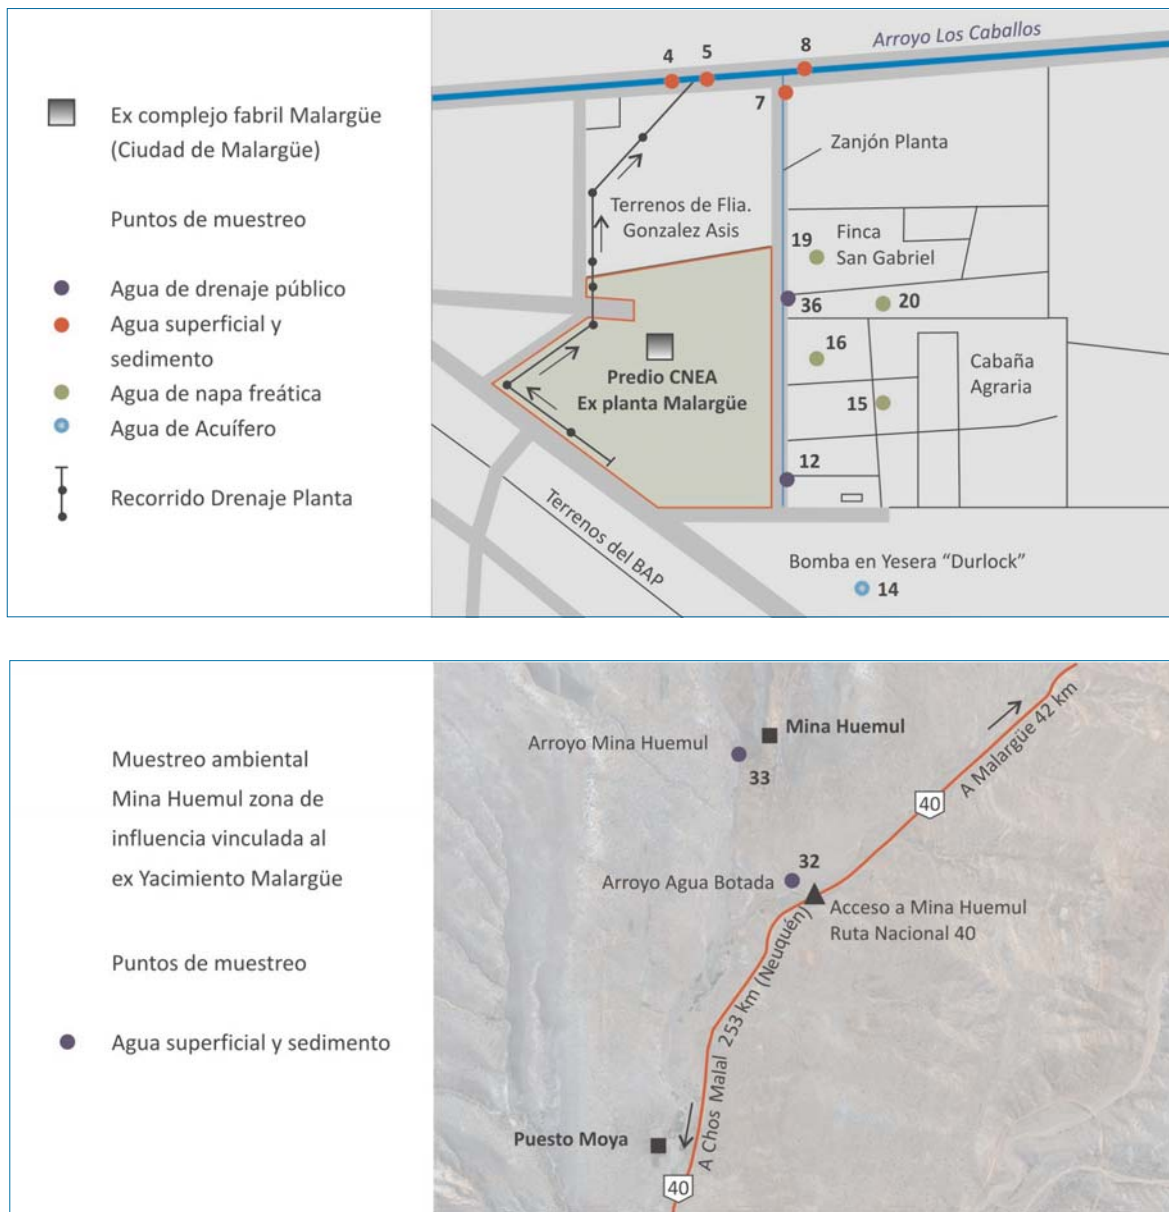 Ex complejo fabril Malargüe
(Ciudad de Malargüe)
Puntos de muestreo
Agua de drenaje público
Agua superficial y
sedimento
Agua de napa freática
Agua de Acuífero
Recorrido Drenaje Planta
Arroyo Los Caballos
4
5
8
7
Zanjón Planta
Terrenos de Flia.
Gonzalez Asis
19
Finca
San Gabriel
36
20
16
Cabaña
Agraria
Predio CNEA
Ex planta Malargüe
15
12
Terrenos del BAP
Bomba en Yesera “Durlock”
14
Muestreo ambiental
Mina Huemul zona de
influencia vinculada al
ex Yacimiento Malargüe
Puntos de muestreo
Agua superficial y sedimento
Mina Huemul
Arroyo Mina Huemul
33
A Malargüe 42 km
40
32
Arroyo Agua Botada
Acceso a Mina Huemul
Ruta Nacional 40
A Chos Malal 253 km (Neuquén)
Puesto Moya
40